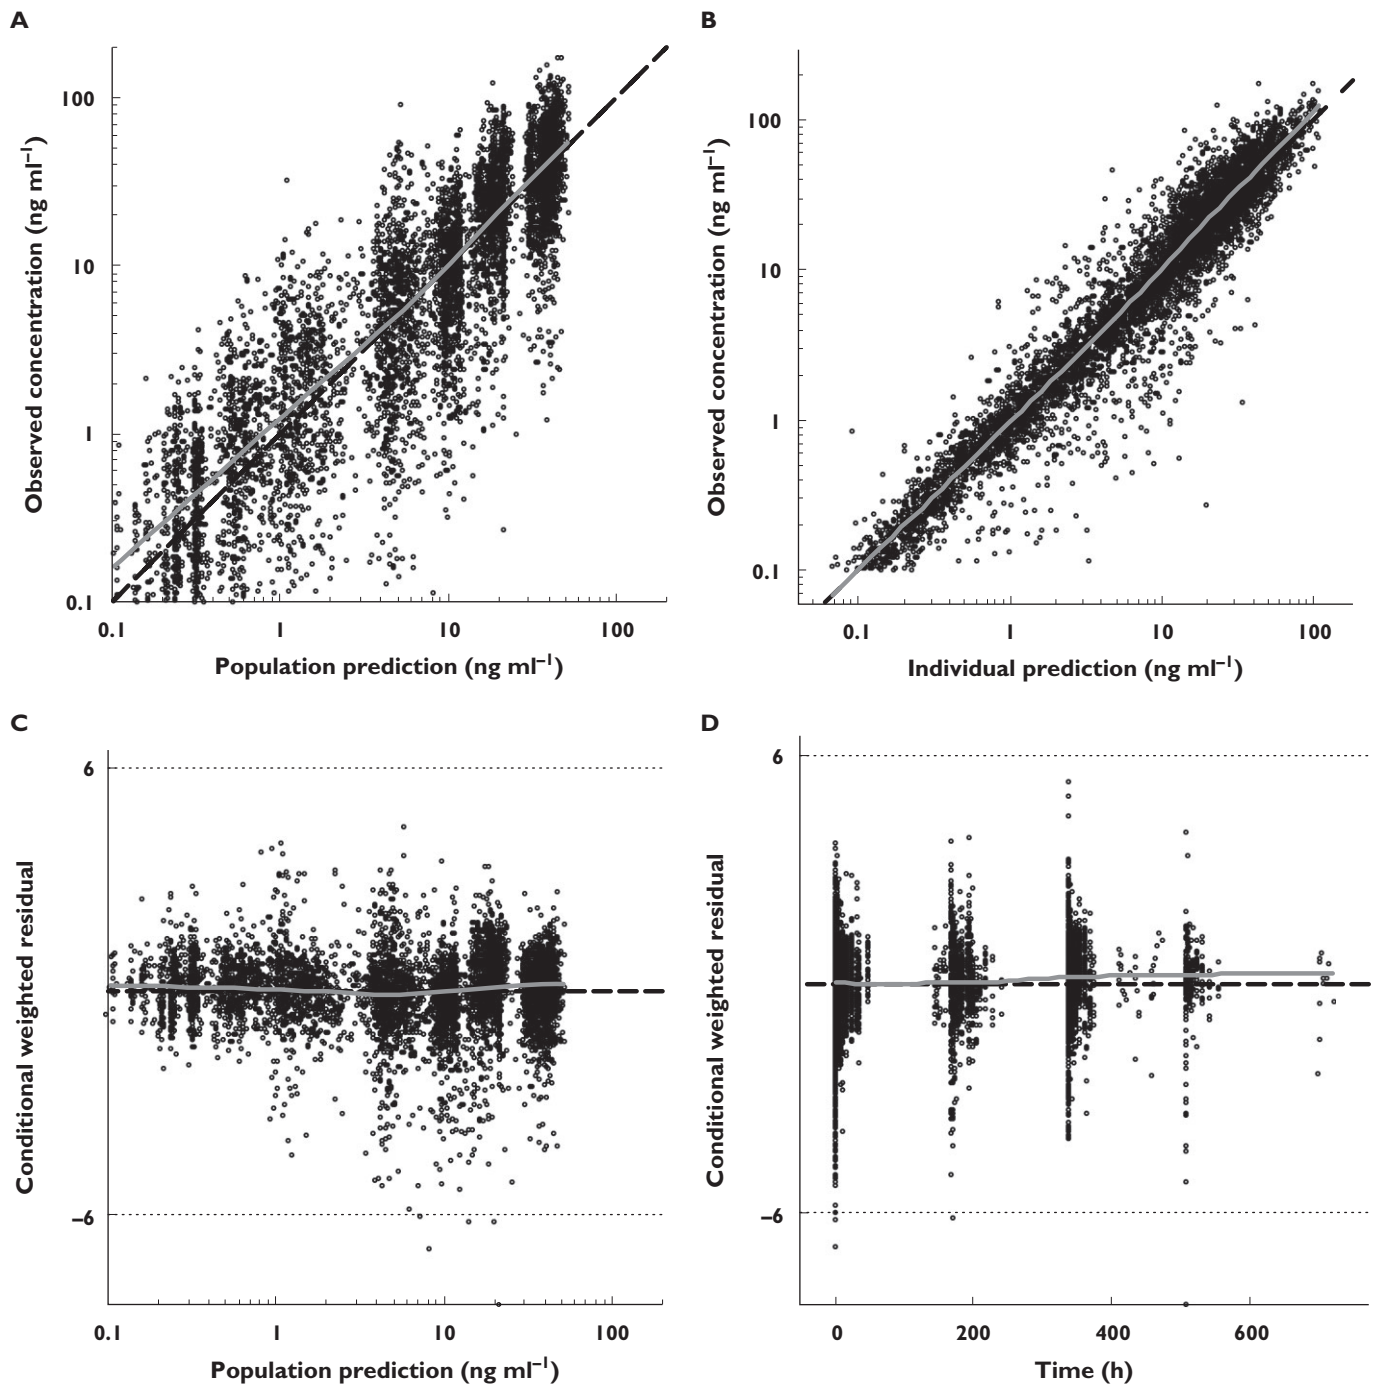 A
B
Observed concentration (ng ml⁻¹)
100
10
1
0.1
0.1 1 10 100
Population prediction (ng ml⁻¹)
Observed concentration (ng ml⁻¹)
100
10
1
0.1
0.1 1 10 100
Individual prediction (ng ml⁻¹)
C
D
Conditional weighted residual
6
–6
0.1 1 10 100
Population prediction (ng ml⁻¹)
Conditional weighted residual
6
–6
0 200 400 600
Time (h)